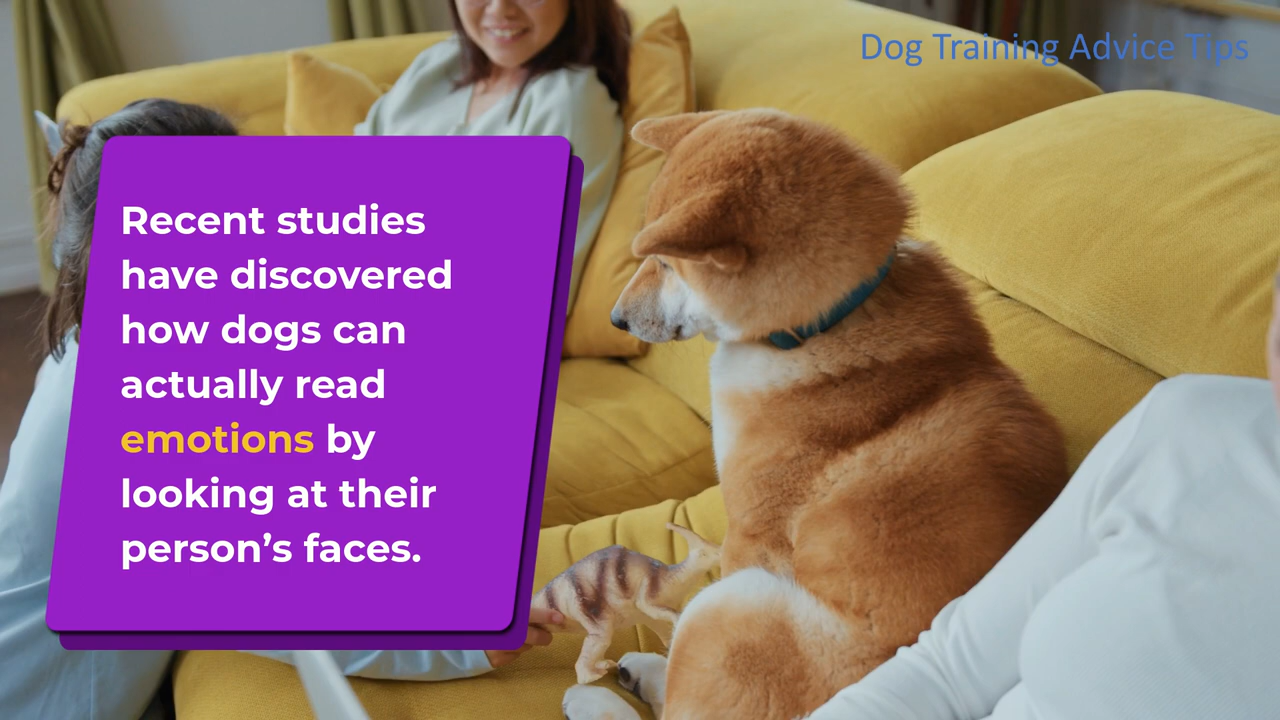 Dog Training Advice Tips
Recent studies
have discovered
how dogs can
actually read
emotions by
looking at their
person’s faces.